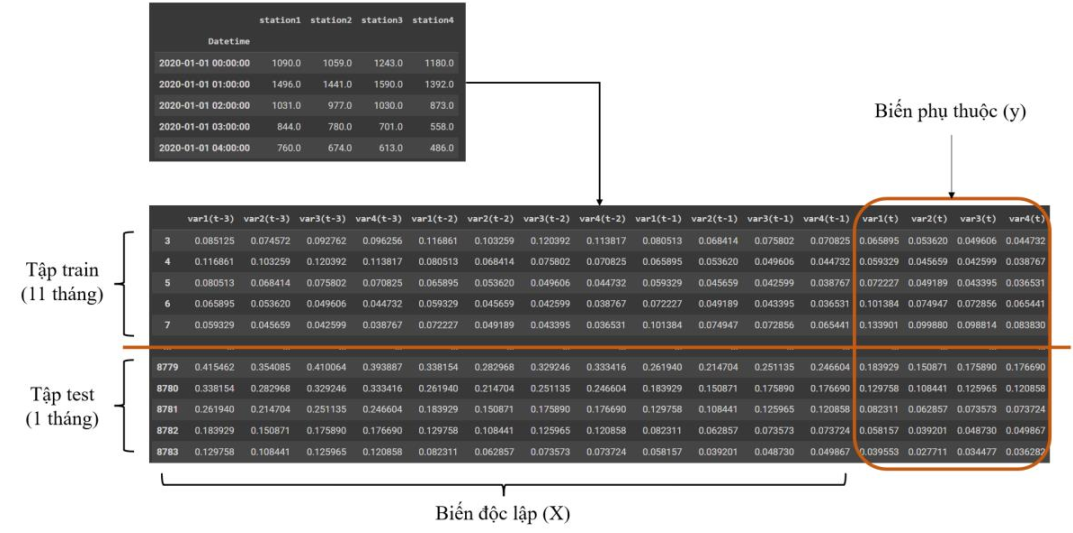 station1 station2 station3 station4
Datetime
2020-01-01 00:00:00 1090.0 1059.0 1243.0 1180.0
2020-01-01 01:00:00 1496.0 1441.0 1590.0 1392.0
2020-01-01 02:00:00 1031.0 977.0 1030.0 873.0
2020-01-01 03:00:00 844.0 780.0 701.0 558.0
2020-01-01 04:00:00 760.0 674.0 613.0 486.0
Biến phụ thuộc (y)
var1(t-3) var2(t-3) var3(t-3) var4(t-3) var1(t-2) var2(t-2) var3(t-2) var4(t-2) var1(t-1) var2(t-1) var3(t-1) var4(t-1) var1(t) var2(t) var3(t) var4(t)
3 0.085125 0.074572 0.092762 0.096256 0.116861 0.103259 0.120392 0.113817 0.080513 0.068414 0.075802 0.070825 0.065895 0.053620 0.049606 0.044732
4 0.116861 0.103259 0.120392 0.113817 0.080513 0.068414 0.075802 0.070825 0.065895 0.053620 0.049606 0.044732 0.059329 0.045659 0.042599 0.038767
5 0.080513 0.068414 0.075802 0.070825 0.065895 0.053620 0.049606 0.044732 0.059329 0.045659 0.042599 0.038767 0.072227 0.049189 0.043395 0.036531
6 0.065895 0.053620 0.049606 0.044732 0.059329 0.045659 0.042599 0.038767 0.072227 0.049189 0.043395 0.036531 0.101384 0.074947 0.072856 0.065441
7 0.059329 0.045659 0.042599 0.038767 0.072227 0.049189 0.043395 0.036531 0.101384 0.074947 0.072856 0.065441 0.133901 0.099880 0.098814 0.083830
Tập train
(11 tháng)
8779 0.415462 0.354085 0.410064 0.393887 0.338154 0.282968 0.329246 0.333416 0.261940 0.214704 0.251135 0.246604 0.183929 0.150871 0.175890 0.176690
8780 0.338154 0.282968 0.329246 0.333416 0.261940 0.214704 0.251135 0.246604 0.183929 0.150871 0.175890 0.176690 0.129758 0.108441 0.125965 0.120858
8781 0.261940 0.214704 0.251135 0.246604 0.183929 0.150871 0.175890 0.176690 0.129758 0.108441 0.125965 0.120858 0.082311 0.062857 0.073573 0.073724
8782 0.183929 0.150871 0.175890 0.176690 0.129758 0.108441 0.125965 0.120858 0.082311 0.062857 0.073573 0.073724 0.058157 0.039201 0.048730 0.049867
8783 0.129758 0.108441 0.125965 0.120858 0.082311 0.062857 0.073573 0.073724 0.058157 0.039201 0.048730 0.049867 0.039553 0.027711 0.034477 0.036282
Tập test
(1 tháng)
Biến độc lập (X)